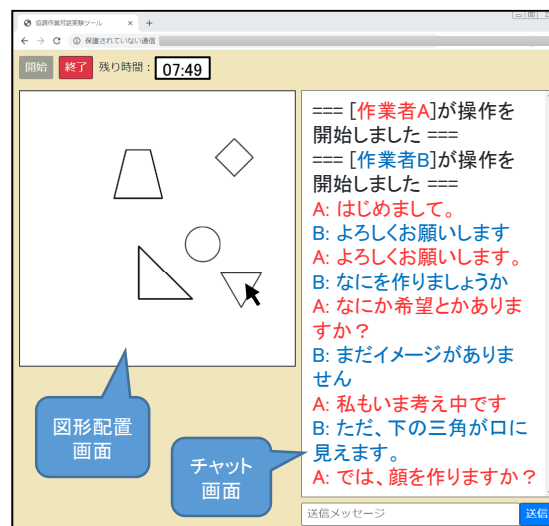 協調作業対話実験ツール × +
← → C ⓘ 保護されていない通信
開始 終了 残り時間： 07:49
=== [作業者A]が操作を
開始しました ===
=== [作業者B]が操作を
開始しました ===
A: はじめまして。
B: よろしくお願いします
A: よろしくお願いします。
B: なにを作りましょうか
A: なにか希望とかありま
すか？
B: まだイメージがありま
せん
A: 私もいま考え中です
B: ただ、下の三角が口に
見えます。
A: では、顔を作りますか？
図形配置
画面
チャット
画面
送信メッセージ 送信